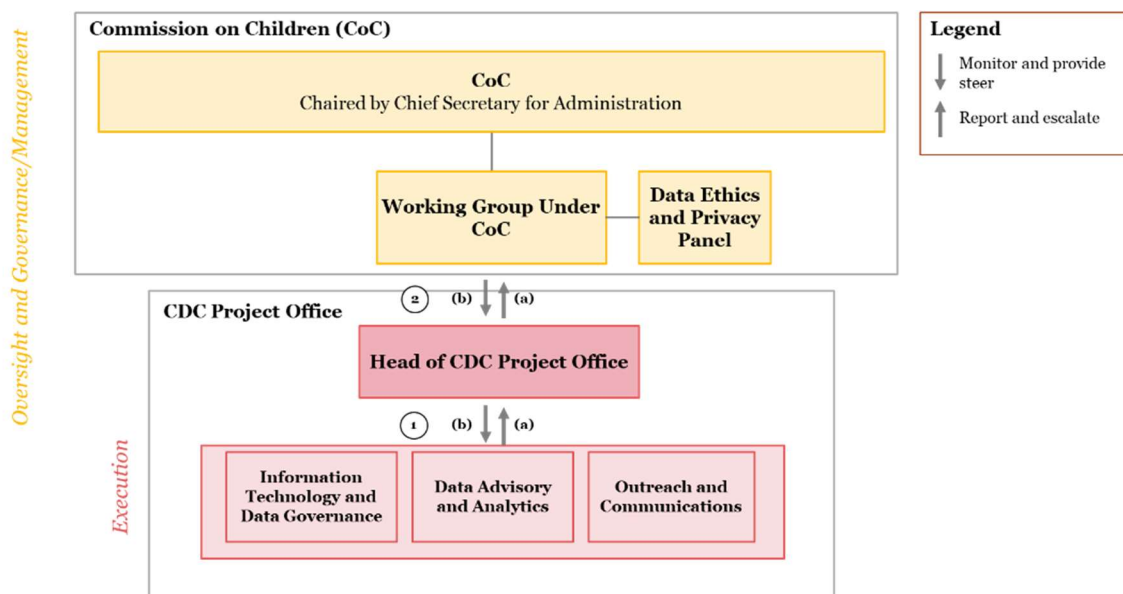 Oversight and Governance/Management
Commission on Children (CoC)
CoC
Chaired by Chief Secretary for Administration
Working Group Under
CoC
Data Ethics
and Privacy
Panel
Legend
Monitor and provide
steer
Report and escalate
2
(b)
(a)
CDC Project Office
Head of CDC Project Office
1
(b)
(a)
Execution
Information
Technology and
Data Governance
Data Advisory
and Analytics
Outreach and
Communications